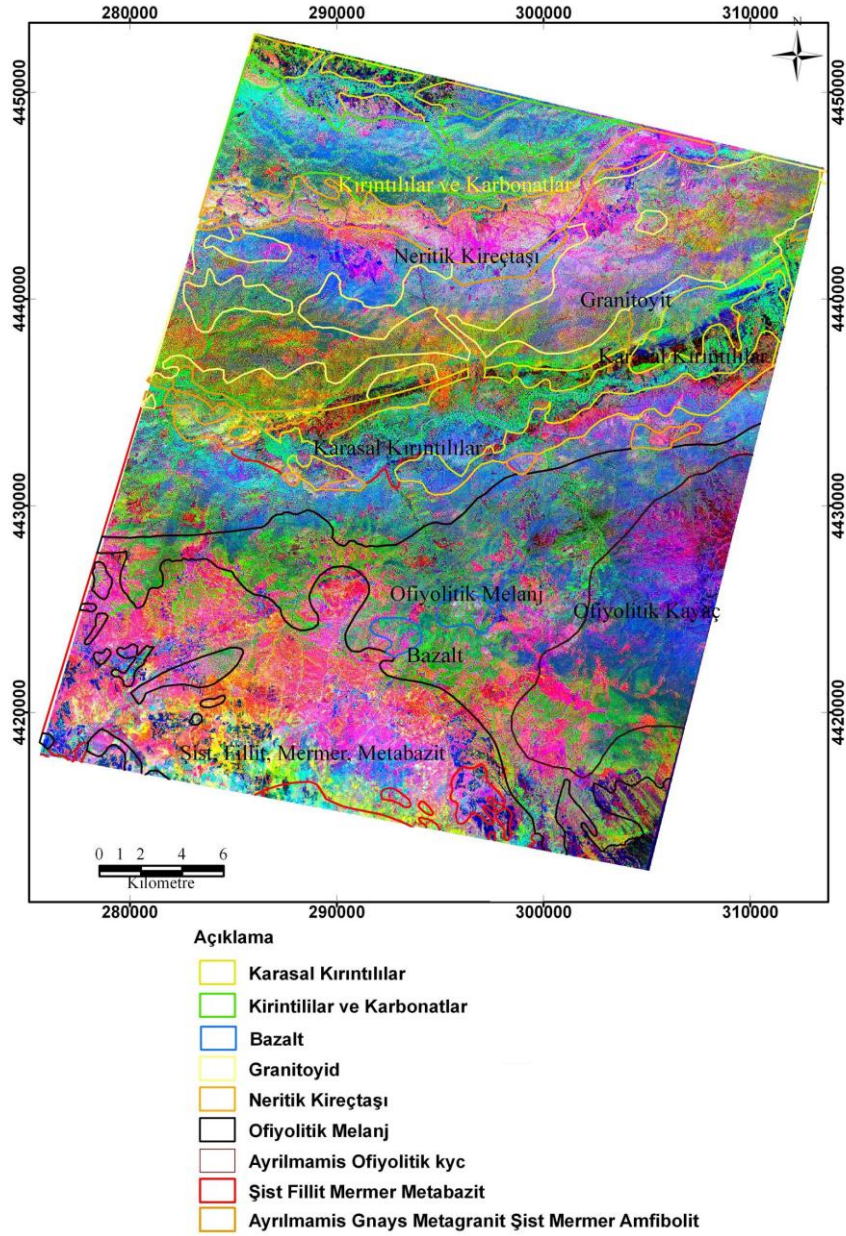 280000 290000 300000 310000
N
4450000 4450000
Kırıntılılar ve Karbonatlar
Neritik Kireçtaşı
4440000 4440000
Granitoyit
Karasal Kırıntılılar
Karasal Kırıntılılar
4430000 4430000
Ofiyolitik Melanj
Ofiyolitik Kayaç
Bazalt
4420000 4420000
Şist, Fillit, Mermer, Metabazit
0 1 2 4 6
Kilometre
280000 290000 300000 310000
Açıklama
Karasal Kırıntılılar
Kirintililar ve Karbonatlar
Bazalt
Granitoyid
Neritik Kireçtaşı
Ofiyolitik Melanj
Ayrilmamis Ofiyolitik kyc
Şist Fillit Mermer Metabazit
Ayrılmamis Gnays Metagranit Şist Mermer Amfibolit